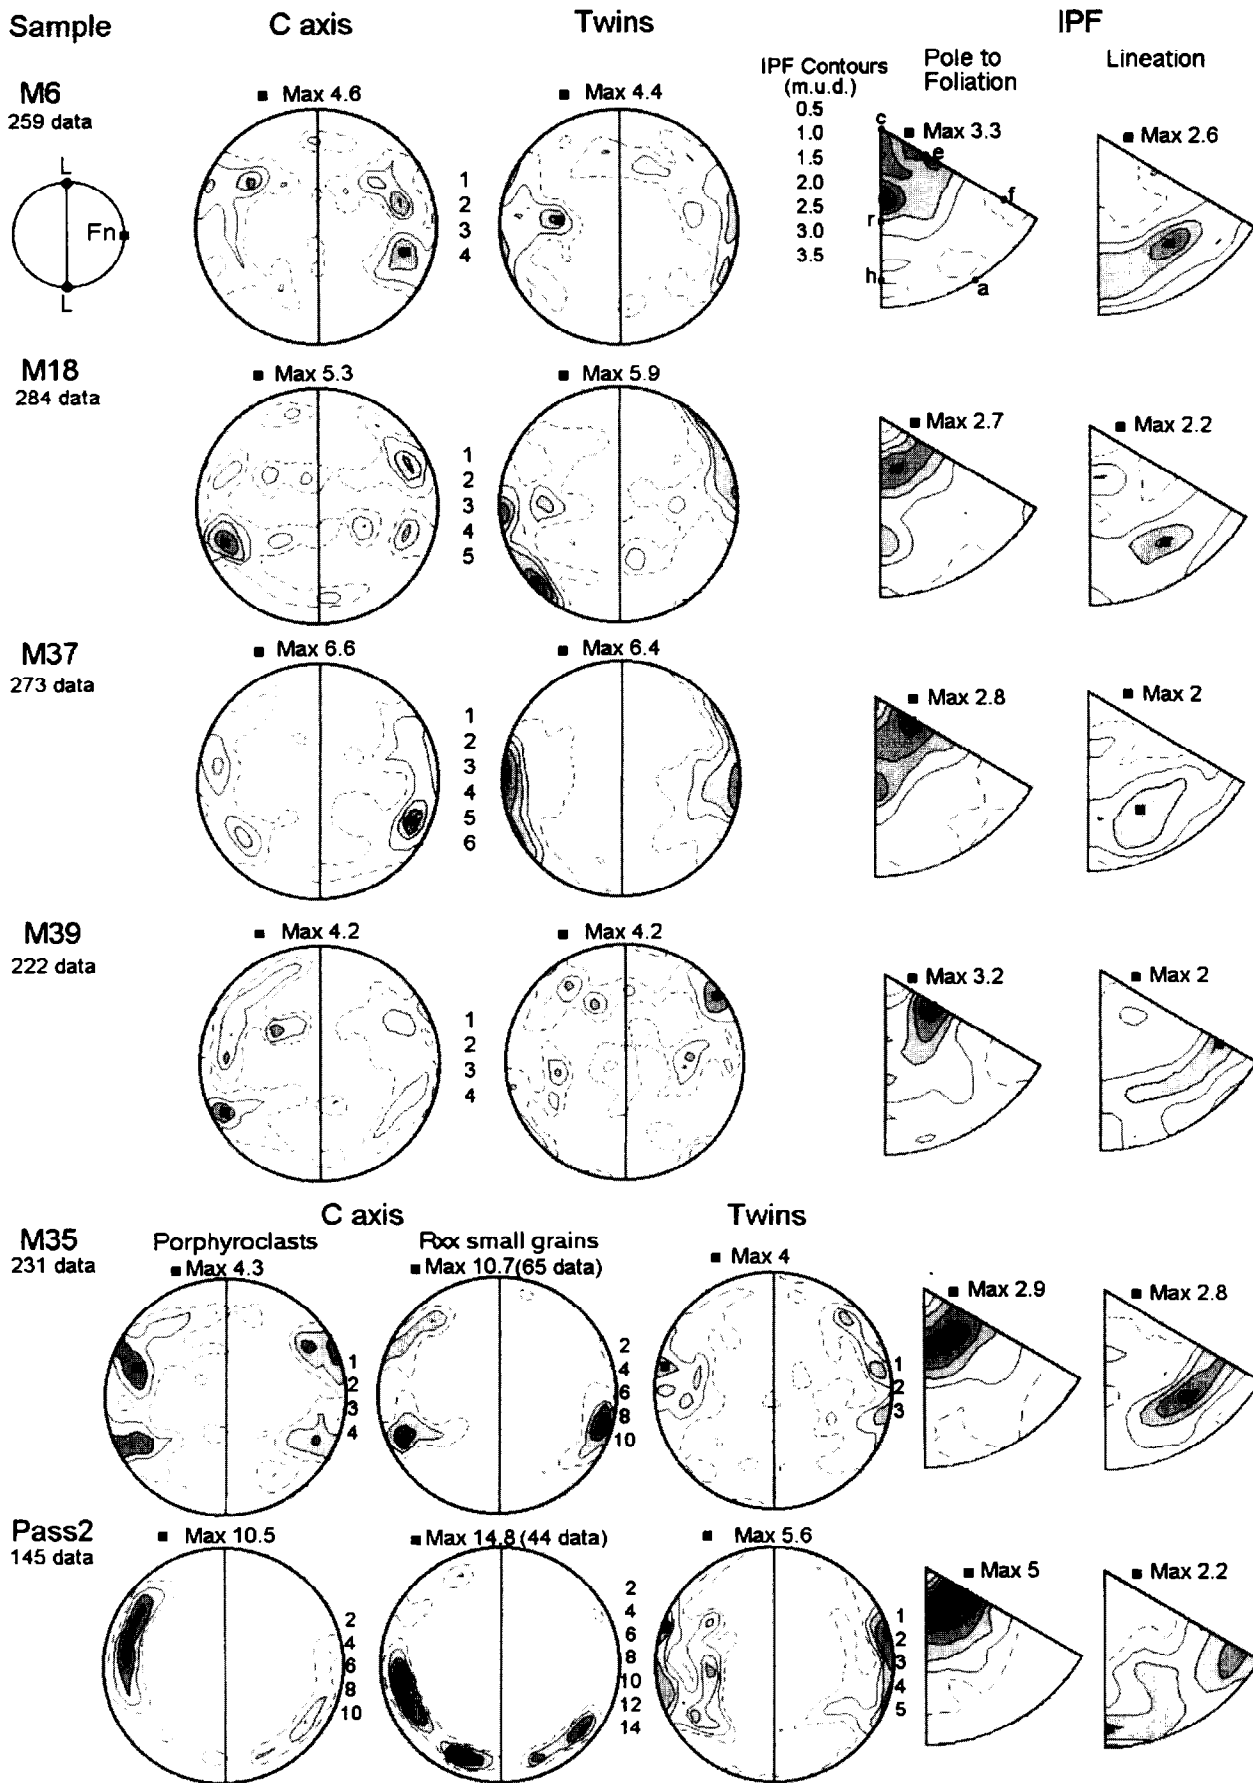 Sample C axis Twins IPF
IPF Contours (m.u.d.) Pole to Foliation Lineation
M6
259 data
Max 4.6
Max 4.4
0.5
1.0
1.5
2.0
2.5
3.0
3.5
Max 3.3
Max 2.6
c
e
f
r
h
a
L
Fn
L
1
2
3
4
M18
284 data
Max 5.3
Max 5.9
Max 2.7
Max 2.2
1
2
3
4
5
M37
273 data
Max 6.6
Max 6.4
Max 2.8
Max 2
1
2
3
4
5
6
M39
222 data
Max 4.2
Max 4.2
Max 3.2
Max 2
1
2
3
4
C axis Twins
M35
231 data
Porphyroclasts
Max 4.3
Rxx small grains
Max 10.7 (65 data)
Max 4
Max 2.9
Max 2.8
1
2
3
4
2
4
6
8
10
1
2
3
Pass2
145 data
Max 10.5
Max 14.8 (44 data)
Max 5.6
Max 5
Max 2.2
2
4
6
8
10
2
4
6
8
10
12
14
1
2
3
4
5